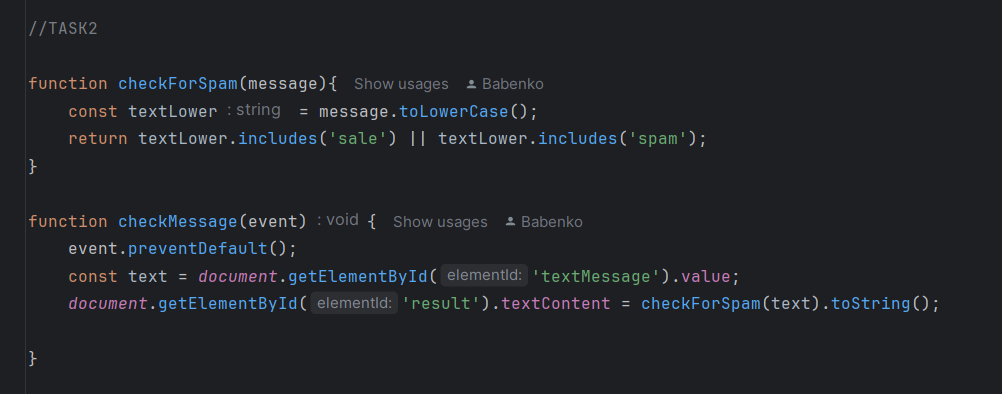 //TASK2
function checkForSpam(message){ Show usages Babenko
const textLower : string = message.toLowerCase();
return textLower.includes('sale') || textLower.includes('spam');
}
function checkMessage(event) : void { Show usages Babenko
event.preventDefault();
const text = document.getElementById( elementId: 'textMessage').value;
document.getElementById( elementId: 'result').textContent = checkForSpam(text).toString();
}